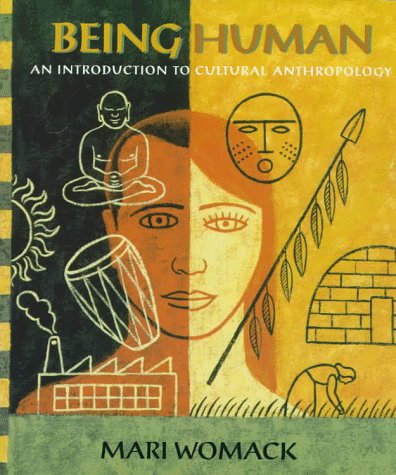 BEING HUMAN
AN INTRODUCTION TO CULTURAL ANTHROPOLOGY
MARI WOMACK